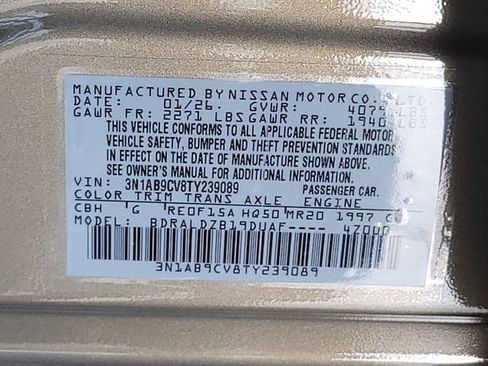 MANUFACTURED BY NISSAN MOTOR CO., LTD.
DATE: 01/26. GVWR: 4079 LBS
GAWR FR: 2271 LBS GAWR RR: 1940 LBS
THIS VEHICLE CONFORMS TO ALL APPLICABLE FEDERAL MOTOR
VEHICLE SAFETY, BUMPER AND THEFT PREVENTION STANDARDS
IN EFFECT ON THE DATE OF MANUFACTURE SHOWN ABOVE.
SEE OWNER'S MANUAL FOR ADDITIONAL INFORMATION.
VIN: 3N1AB9CV8TY239089 PASSENGER CAR.
COLOR TRIM TRANS AXLE ENGINE
CBH G RE0F15A HQ50 MR20 1997 CC
MODEL: BDRALDZB19DUAF----
3N1AB9CV8TY239089